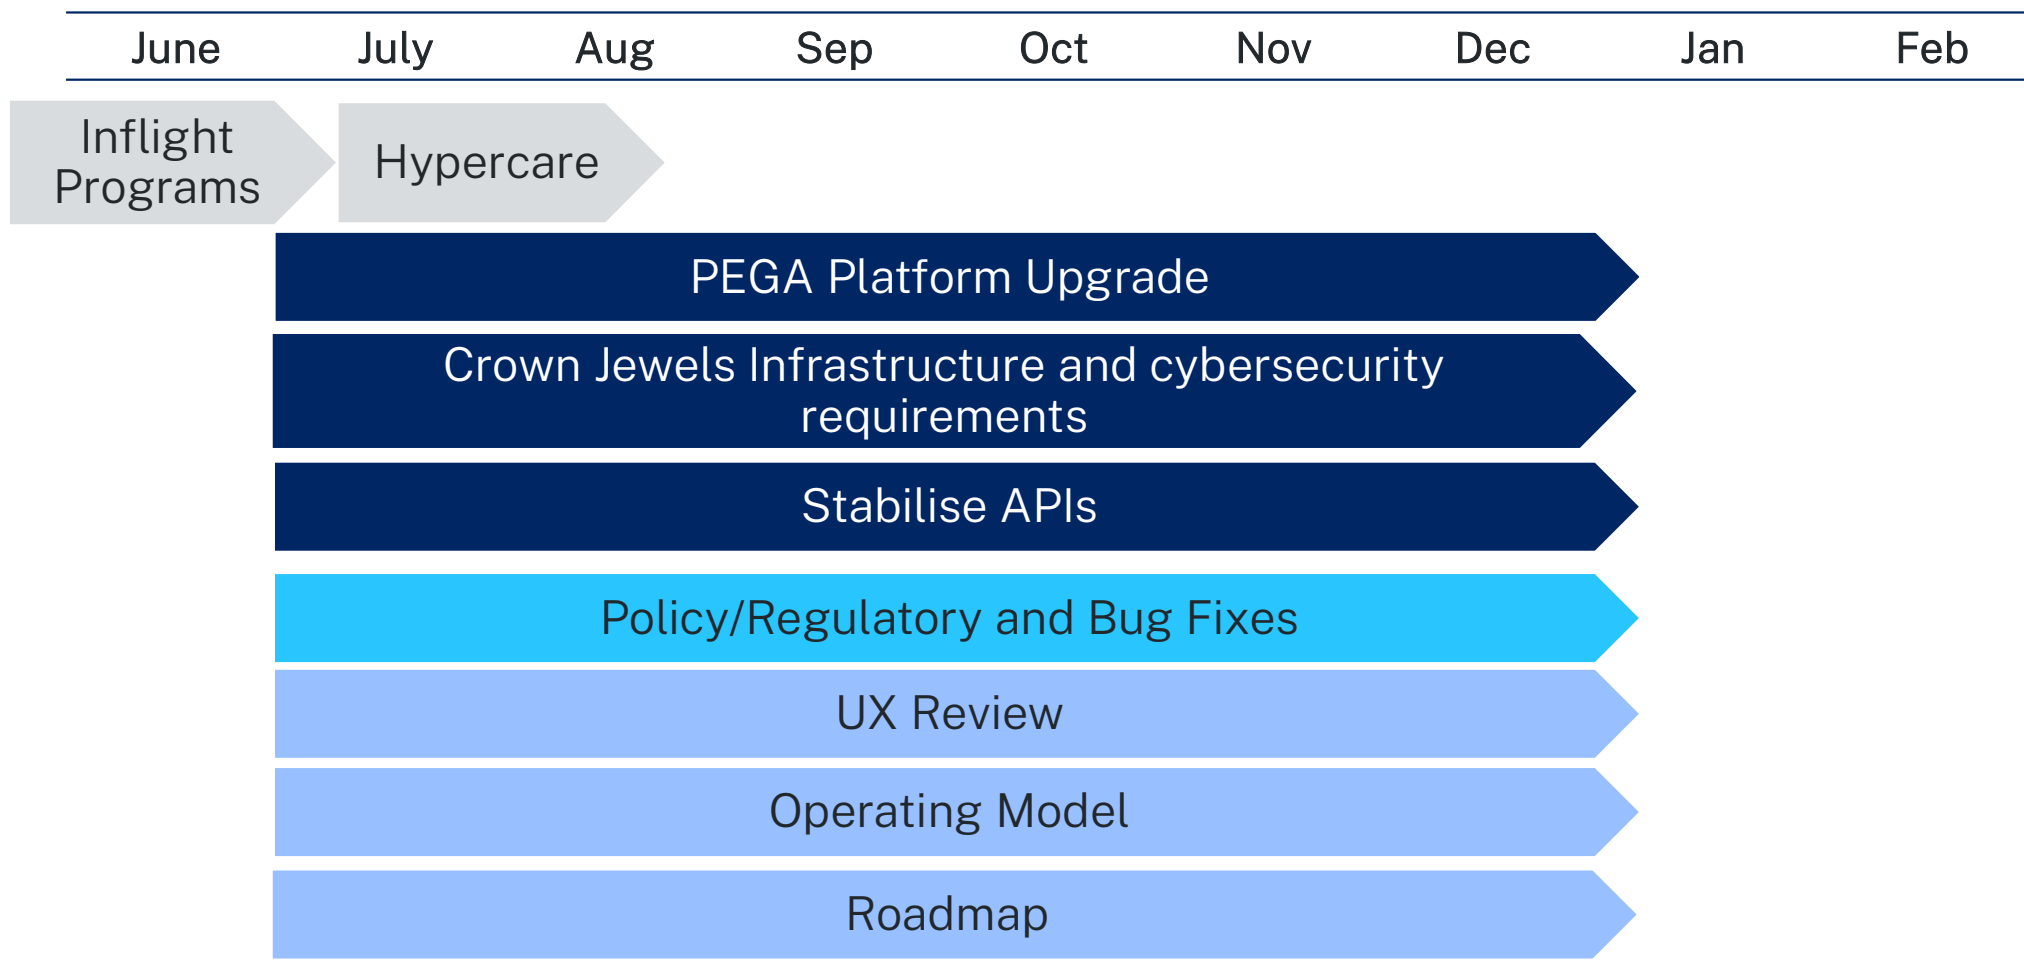 June July Aug Sep Oct Nov Dec Jan Feb
Inflight
Programs
Hypercare
PEGA Platform Upgrade
Crown Jewels Infrastructure and cybersecurity
requirements
Stabilise APIs
Policy/Regulatory and Bug Fixes
UX Review
Operating Model
Roadmap